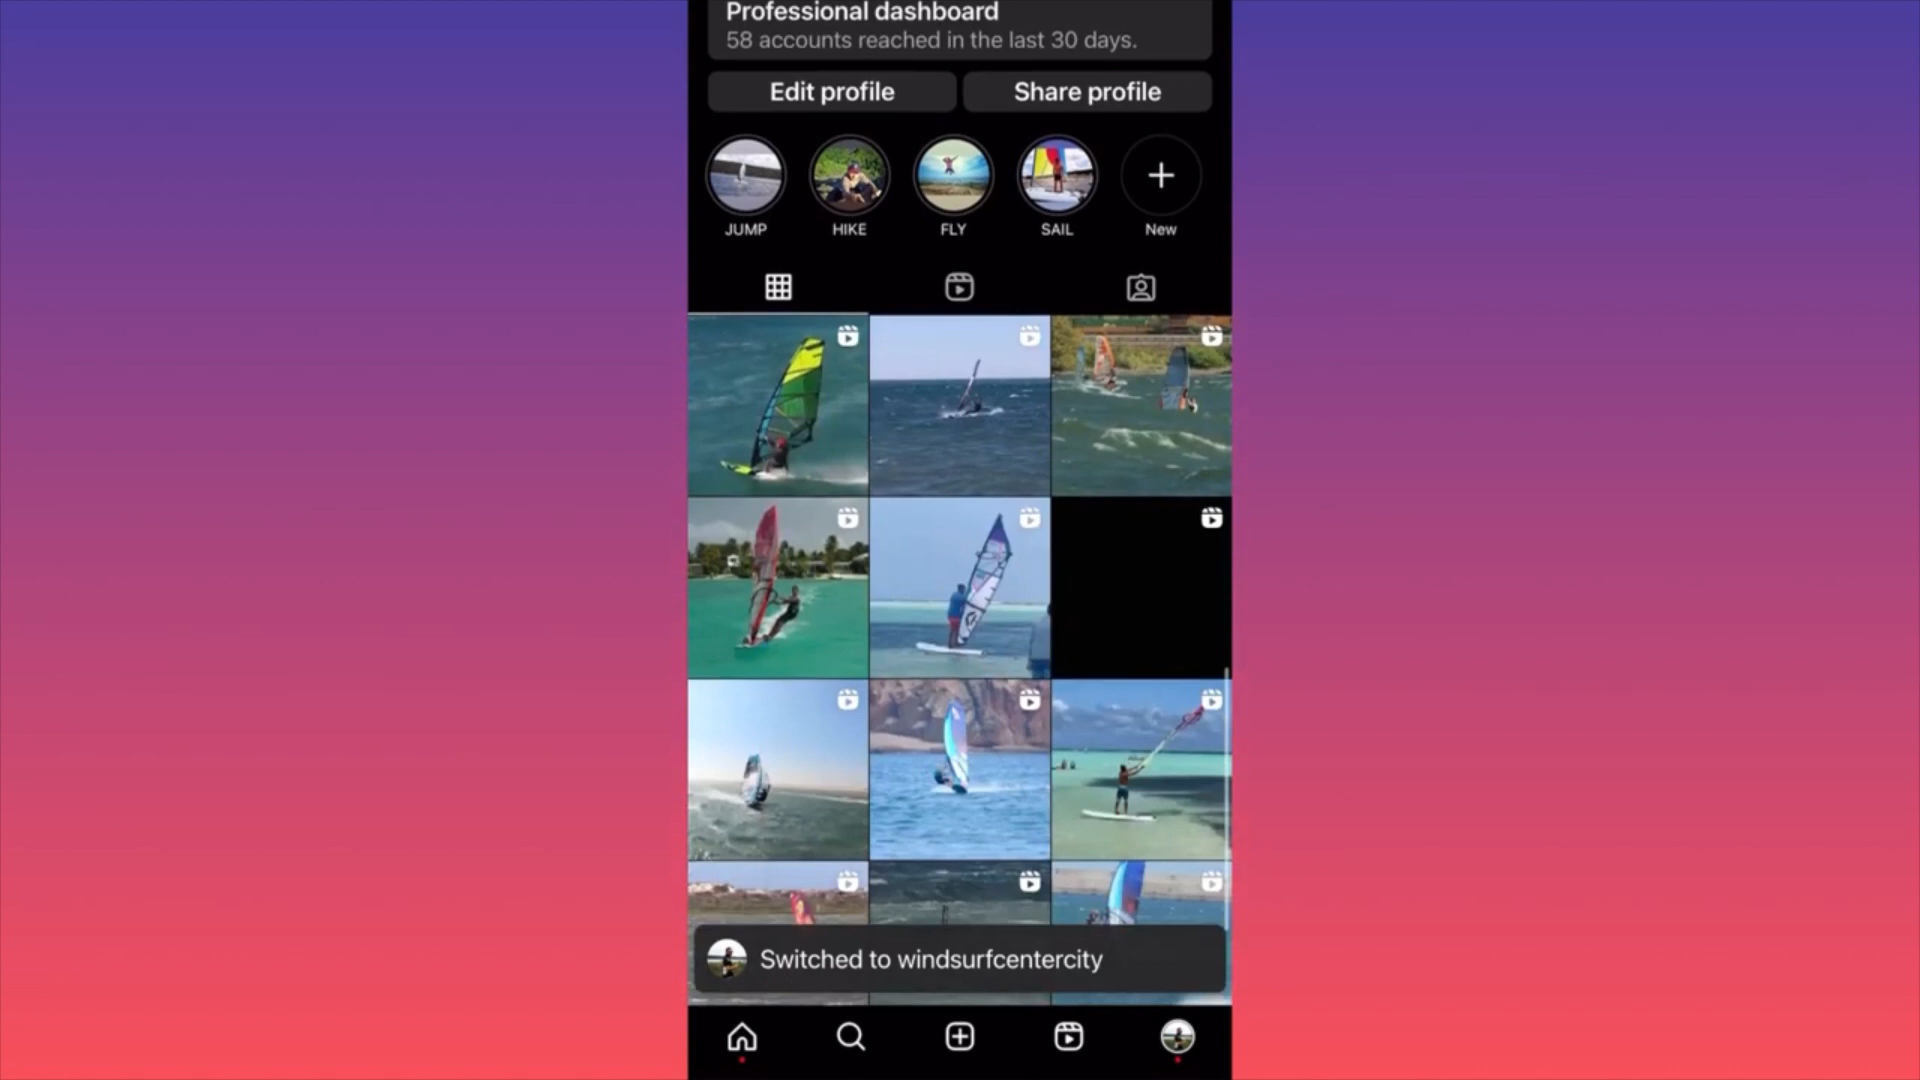 Professional dashboard
58 accounts reached in the last 30 days.
Edit profile
Share profile
JUMP
HIKE
FLY
SAIL
New
Switched to windsurfcentercity